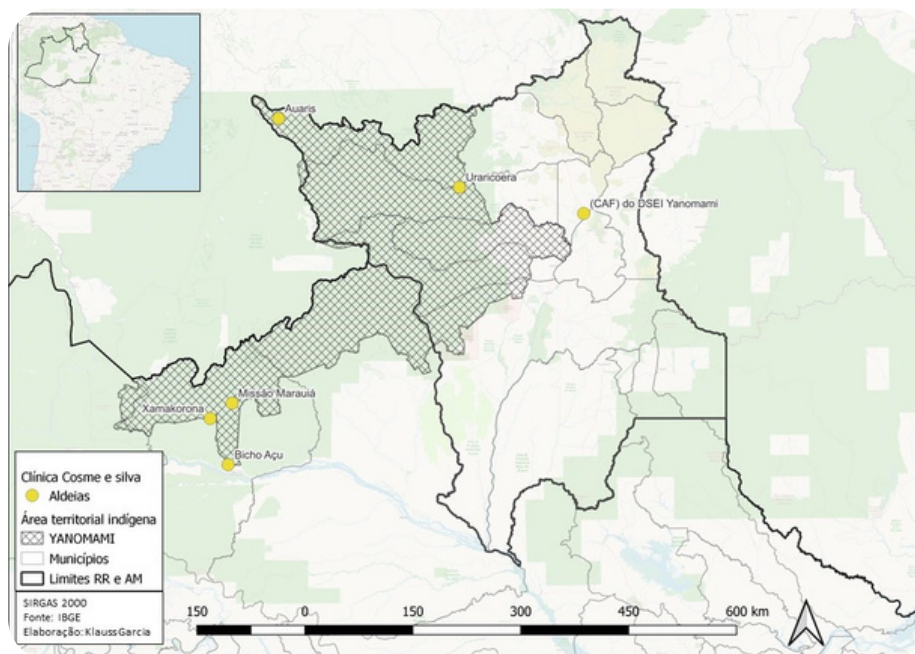 Auaris
Uraricoera
(CAF) do DSEI Yanomami
Missão Marauiá
Xamakorona
Bicho Açu
Clínica Cosme e silva
Aldeias
Área territorial indígena
YANOMAMI
Municípios
Limites RR e AM
SIRGAS 2000
Fonte: IBGE
Elaboração: KlaussGarcia
150 0 150 300 450 600 km